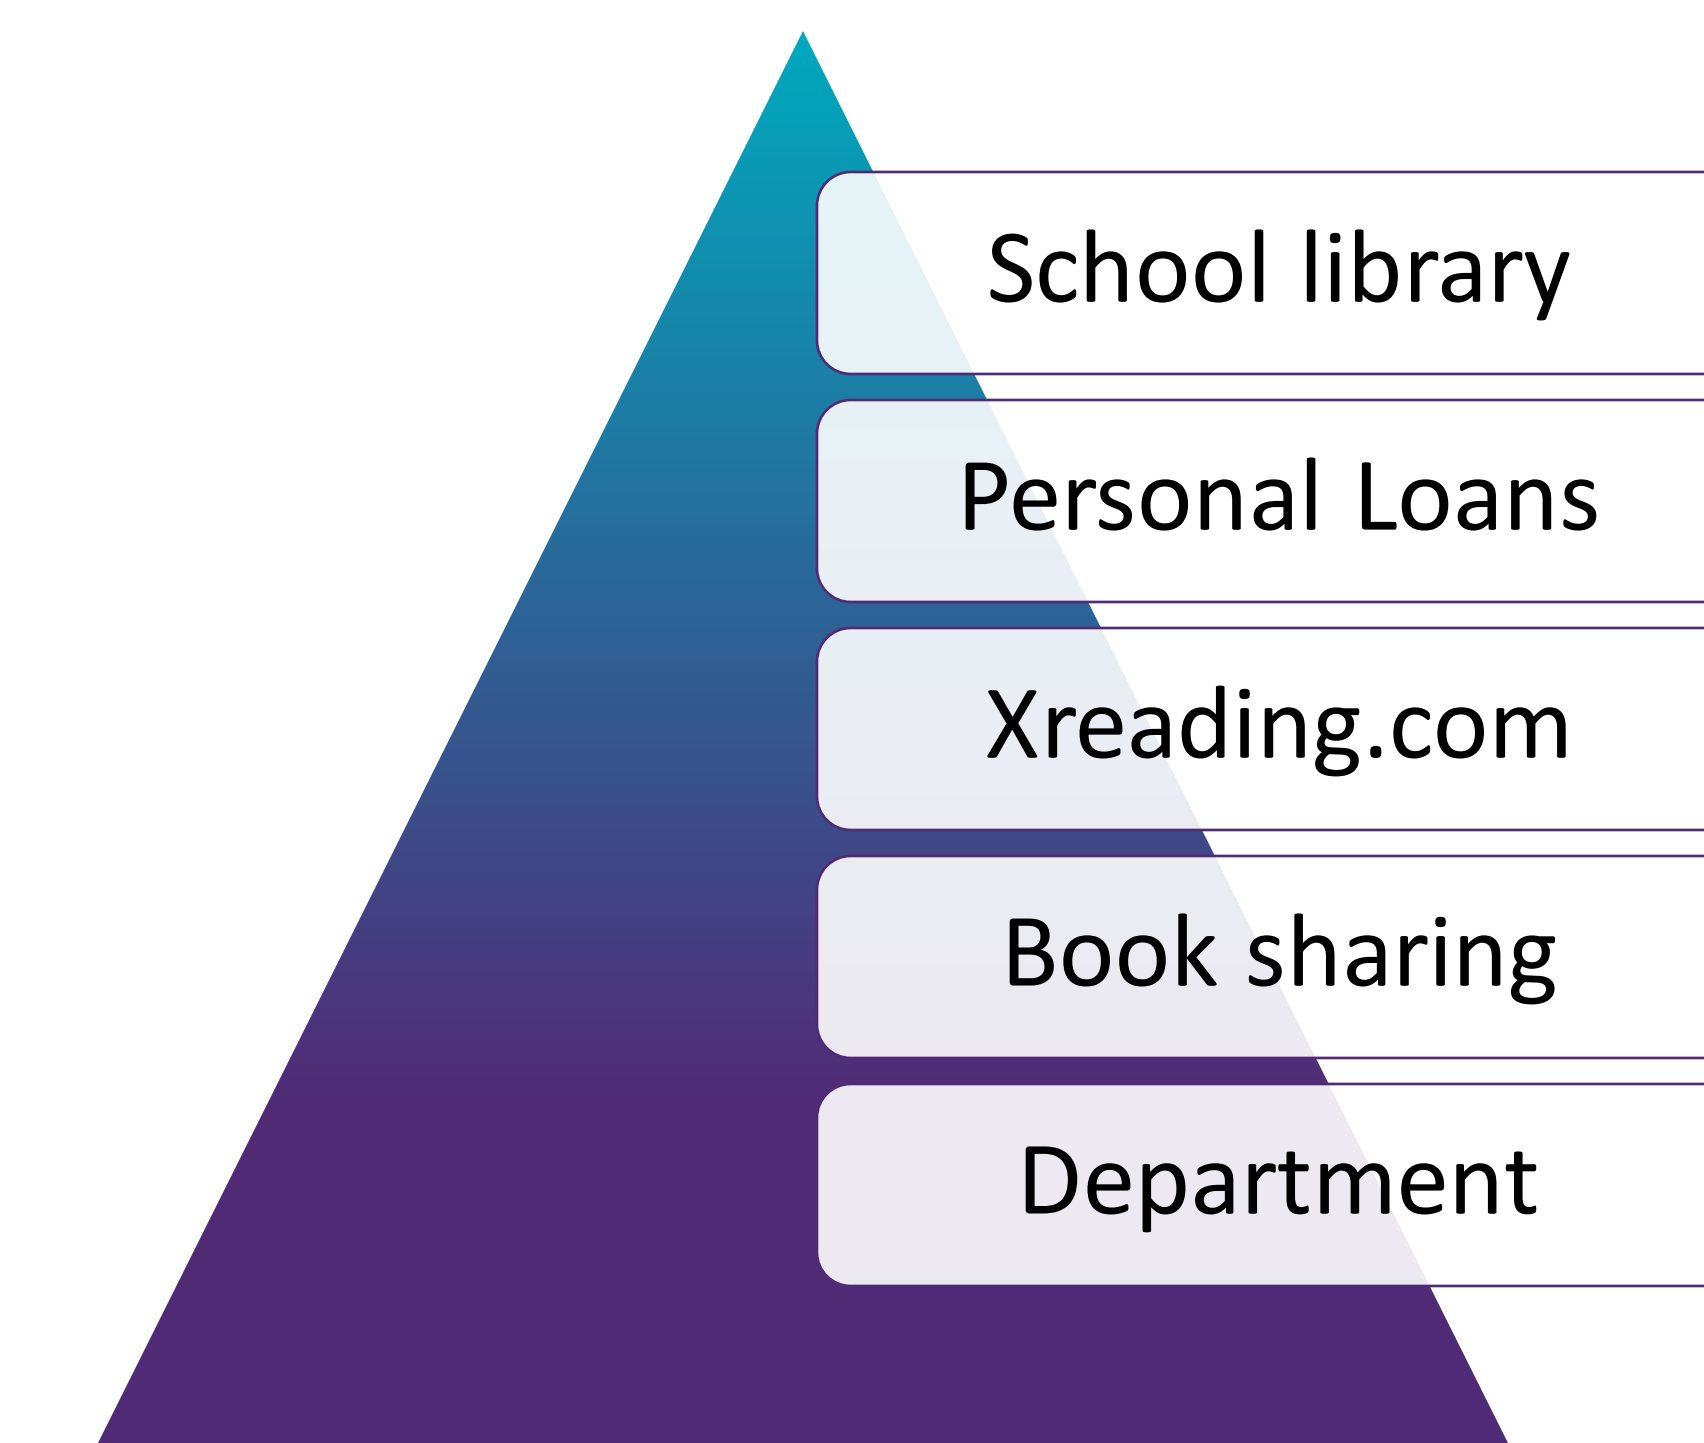 School library
Personal Loans
Xreading.com
Book sharing
Department